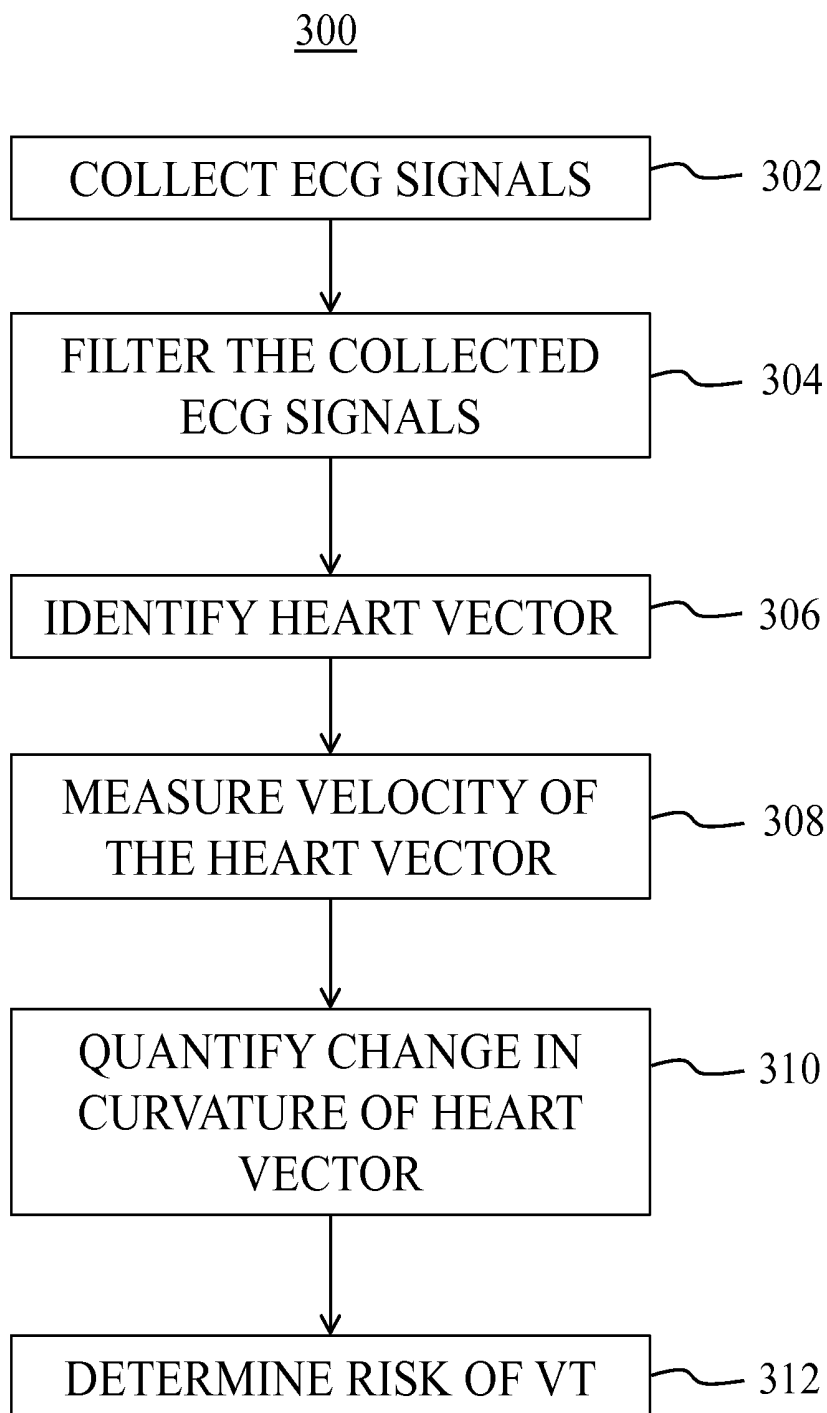 300
COLLECT ECG SIGNALS
302
FILTER THE COLLECTED
ECG SIGNALS
304
IDENTIFY HEART VECTOR
306
MEASURE VELOCITY OF
THE HEART VECTOR
308
QUANTIFY CHANGE IN
CURVATURE OF HEART
VECTOR
310
DETERMINE RISK OF VT
312